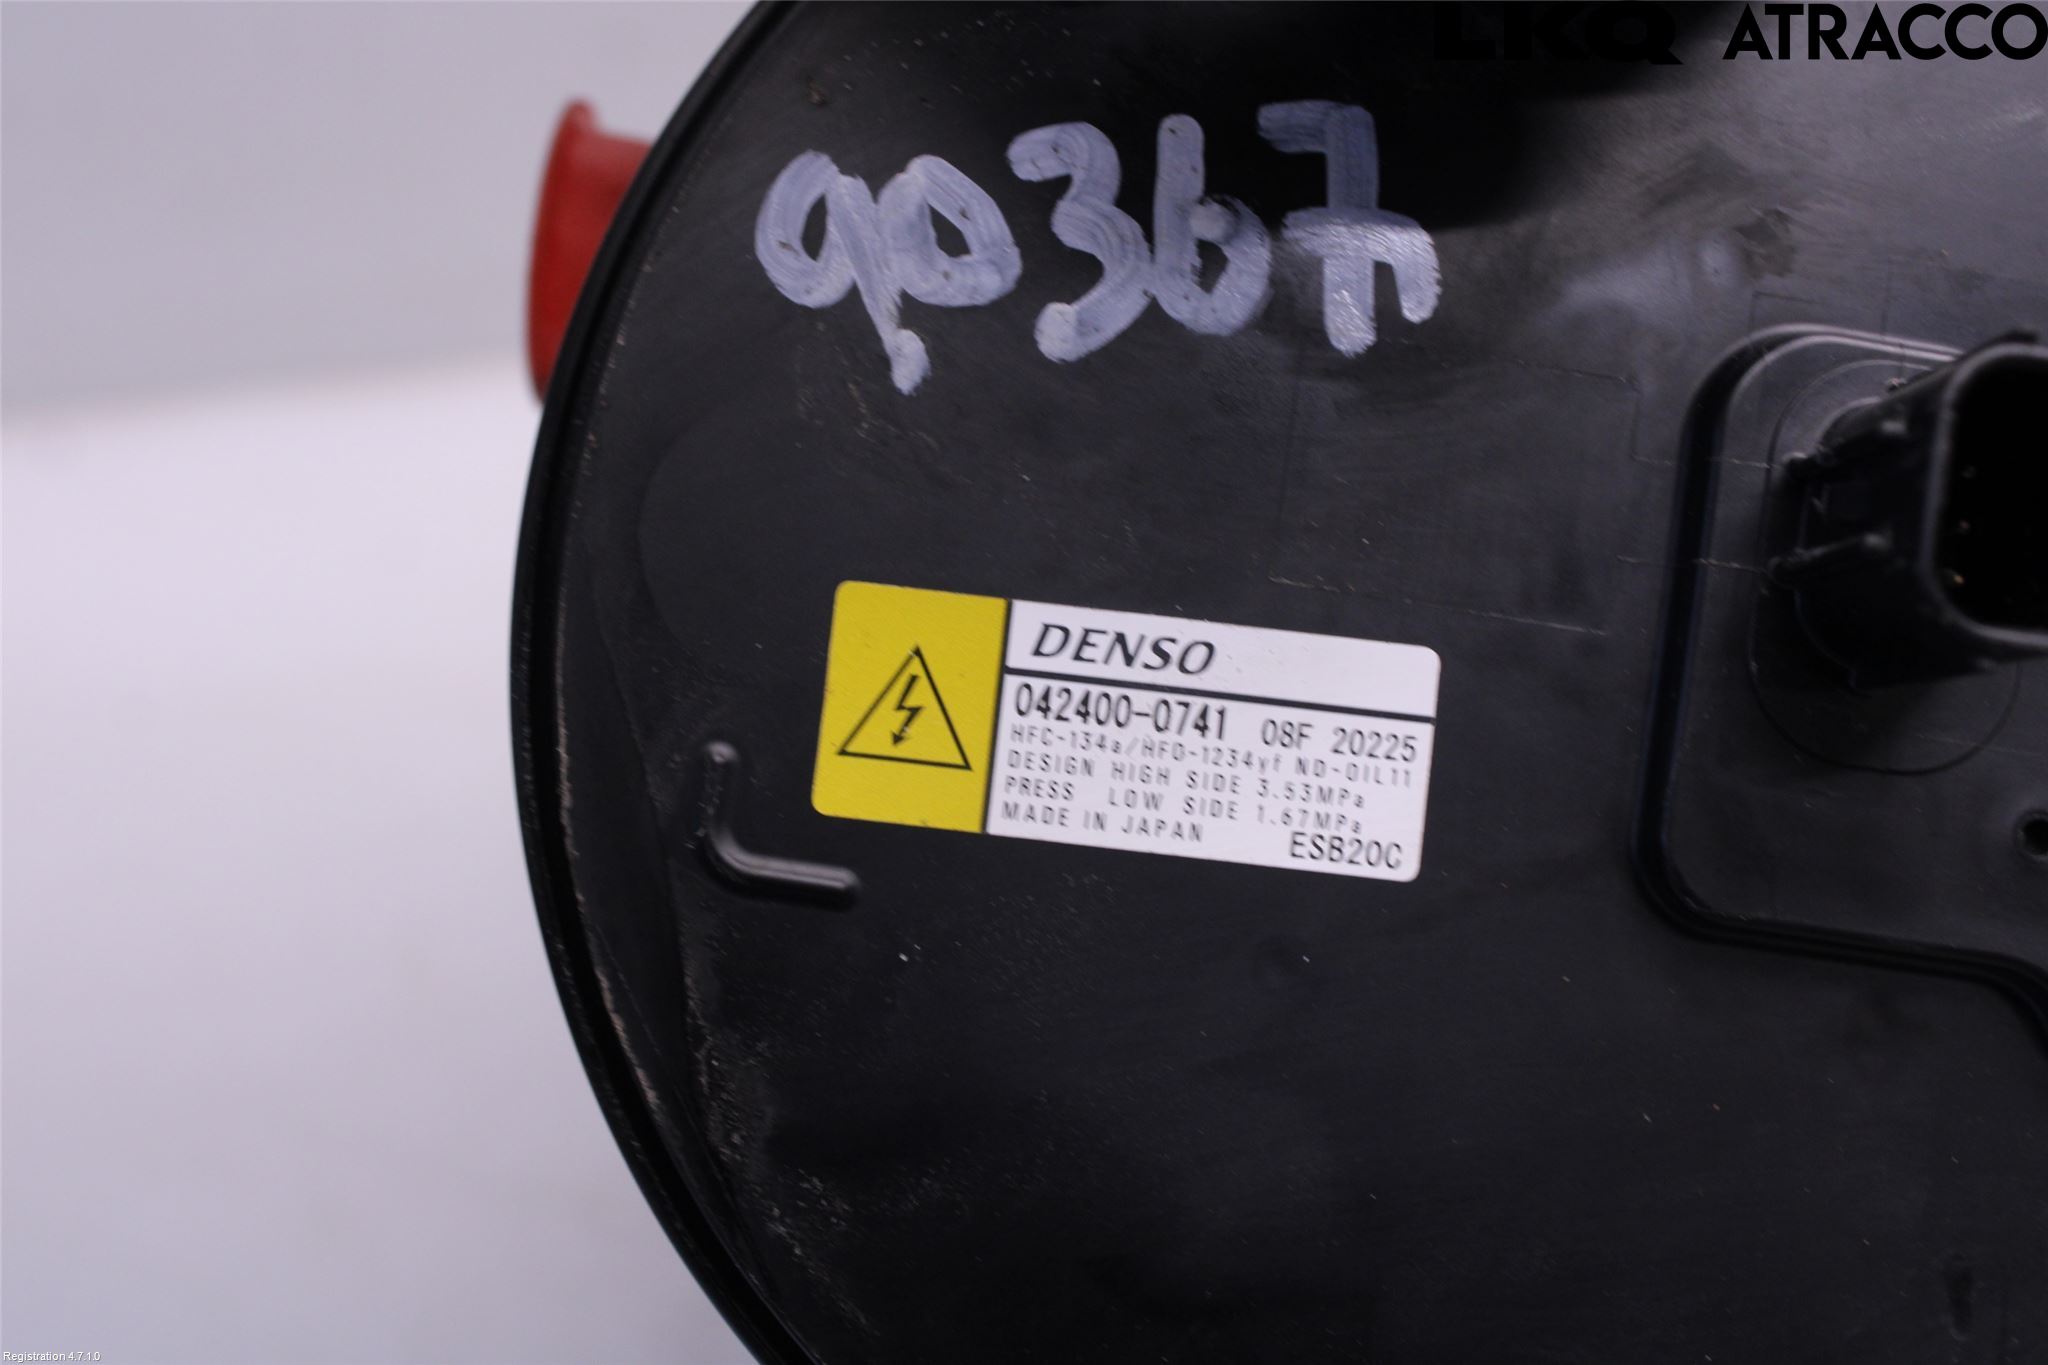 LKQ ATRACCO
qp367
DENSO
042400-0741 08F 20225
HFC-134a/HFO-1234yf ND-OIL11
DESIGN HIGH SIDE 3.53MPa
PRESS LOW SIDE 1.67MPa
MADE IN JAPAN ESB20C
Registration 4.7.1.0